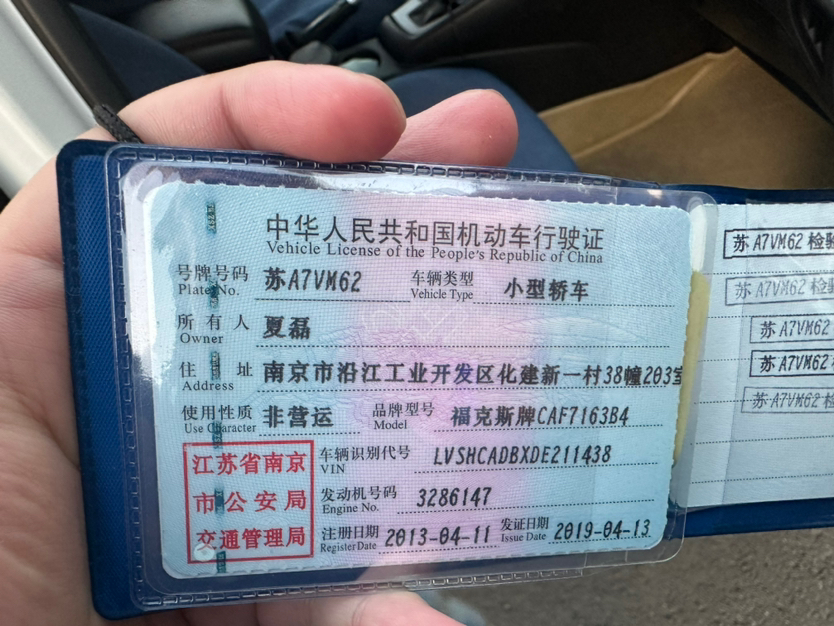 中华人民共和国机动车行驶证
Vehicle License of the People's Republic of China
号牌号码 苏A7VM62 车辆类型 小型轿车
Plate No. Vehicle Type
所有人 夏磊
Owner
住址 南京市沿江工业开发区化建新一村38幢203室
Address
使用性质 非营运 品牌型号 福克斯牌CAF7163B4
Use Character Model
车辆识别代号 LVSHCADBXDE211438
VIN
发动机号码 3286147
Engine No.
注册日期 2013-04-11 发证日期 2019-04-13
Register Date Issue Date
江苏省南京
市公安局
交通管理局
苏A7VM62 检验
苏A7VM62 检验
苏A7VM62
苏A7VM62
苏A7VM62 检